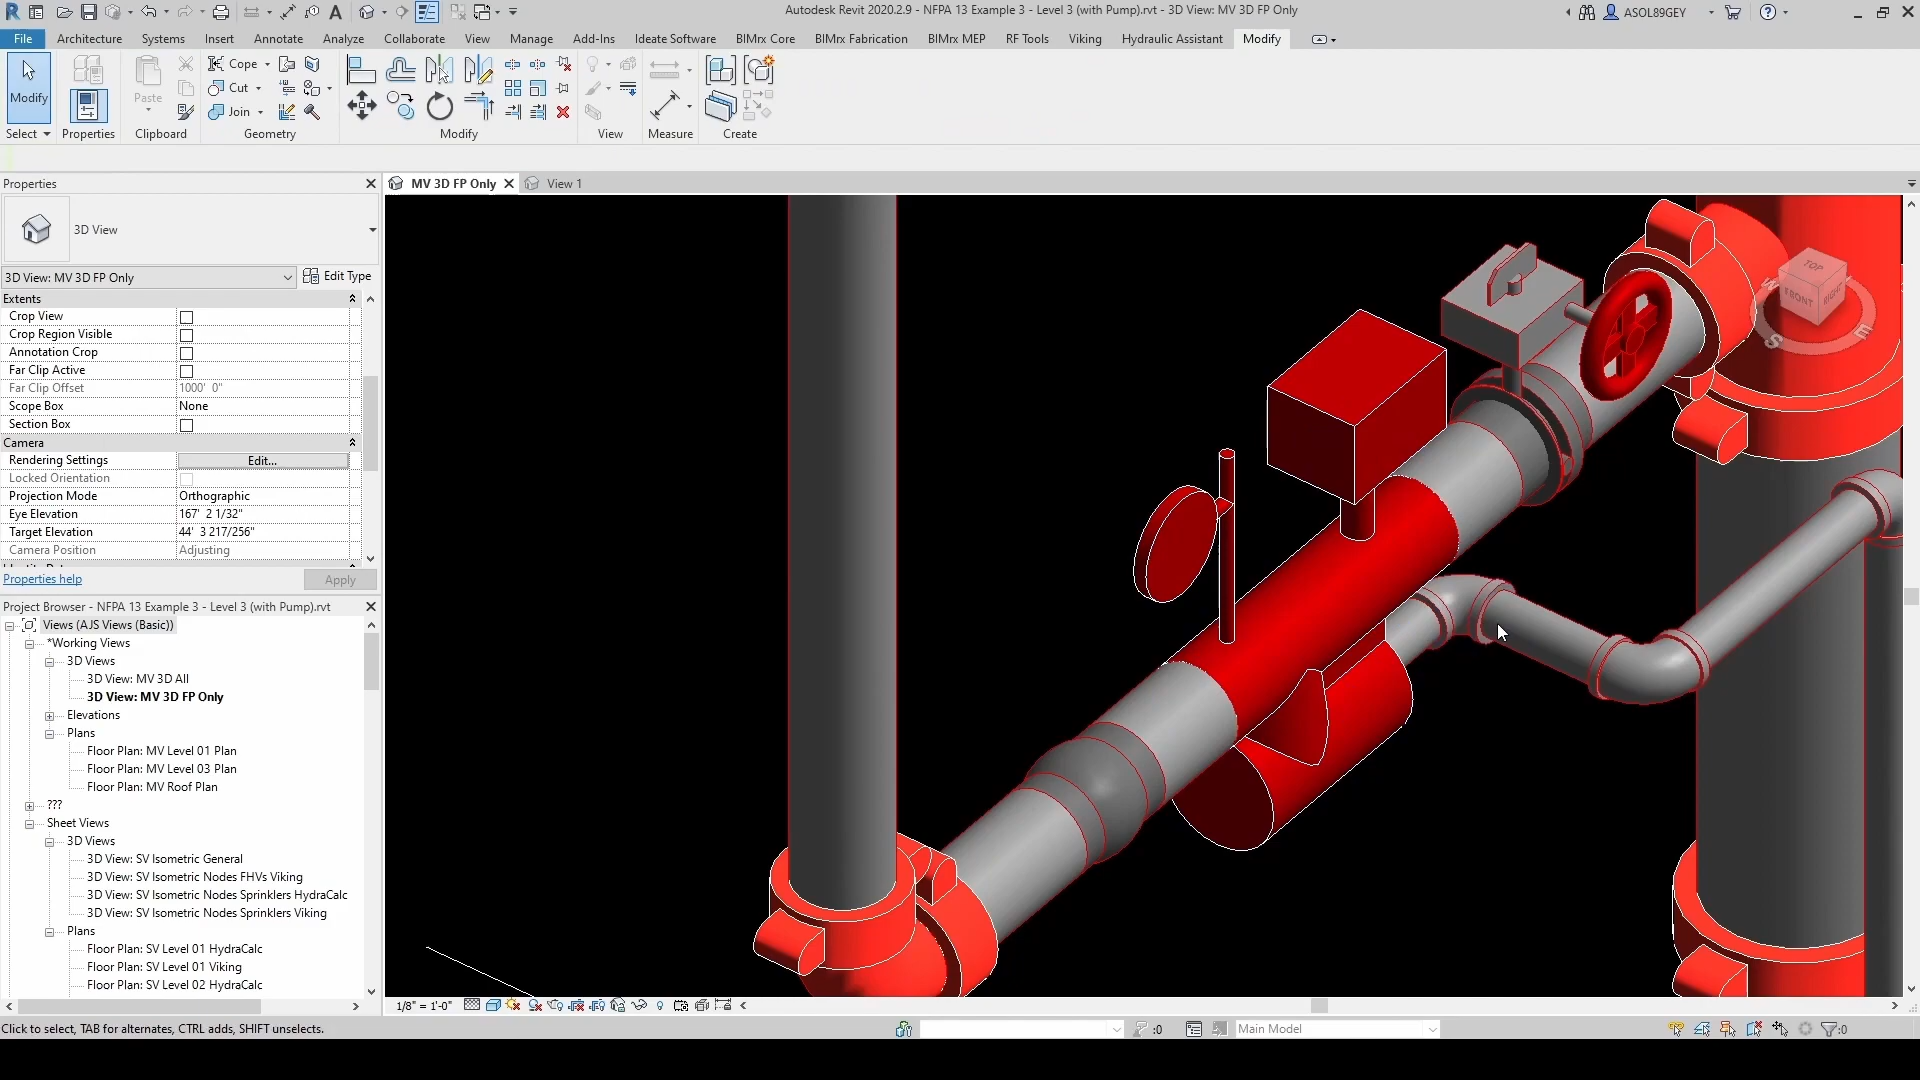 Autodesk Revit 2020.2.9 - NFPA 13 Example 3 - Level 3 (with Pump).rvt - 3D View: MV 3D FP Only
ASOL89GEY
File Architecture Systems Insert Annotate Analyze Collaborate View Manage Add-Ins Ideate Software BIMrx Core BIMrx Fabrication BIMrx MEP RF Tools Viking Hydraulic Assistant Modify
Modify
Paste
Cope
Cut
Join
Select Properties Clipboard Geometry Modify View Measure Create
Properties
MV 3D FP Only
View 1
3D View
3D View: MV 3D FP Only
Edit Type
Extents
Crop View
Crop Region Visible
Annotation Crop
Far Clip Active
Far Clip Offset 1000' 0"
Scope Box None
Section Box
Camera
Rendering Settings Edit...
Locked Orientation
Projection Mode Orthographic
Eye Elevation 167' 2 1/32"
Target Elevation 44' 3 217/256"
Camera Position Adjusting
Properties help
Apply
Project Browser - NFPA 13 Example 3 - Level 3 (with Pump).rvt
Views (AJS Views (Basic))
*Working Views
3D Views
3D View: MV 3D All
3D View: MV 3D FP Only
Elevations
Plans
Floor Plan: MV Level 01 Plan
Floor Plan: MV Level 03 Plan
Floor Plan: MV Roof Plan
???
Sheet Views
3D Views
3D View: SV Isometric General
3D View: SV Isometric Nodes FHVs Viking
3D View: SV Isometric Nodes Sprinklers HydraCalc
3D View: SV Isometric Nodes Sprinklers Viking
Plans
Floor Plan: SV Level 01 HydraCalc
Floor Plan: SV Level 01 Viking
Floor Plan: SV Level 02 HydraCalc
TOP
FRONT
RIGHT
W
S
E
1/8" = 1'-0"
Click to select, TAB for alternates, CTRL adds, SHIFT unselects.
:0
Main Model
:0